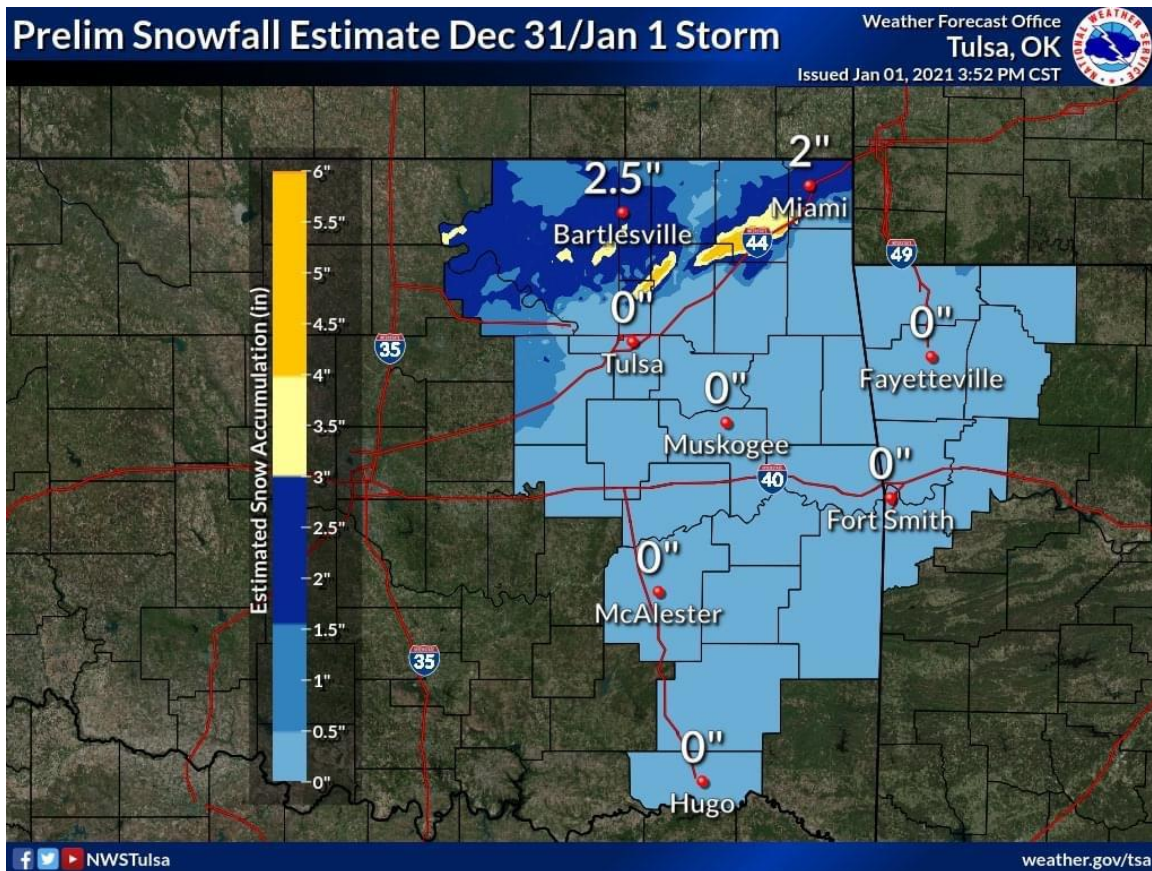 Prelim Snowfall Estimate Dec 31/Jan 1 Storm
Weather Forecast Office
Tulsa, OK
Issued Jan 01, 2021 3:52 PM CST
NATIONAL WEATHER SERVICE
Estimated Snow Accumulation (in)
6"
5.5"
5"
4.5"
4"
3.5"
3"
2.5"
2"
1.5"
1"
0.5"
0"
2.5"
Bartlesville
2"
Miami
44
49
0"
Tulsa
0"
Fayetteville
35
0"
Muskogee
40
0"
Fort Smith
0"
McAlester
35
0"
Hugo
NWSTulsa
weather.gov/tsa